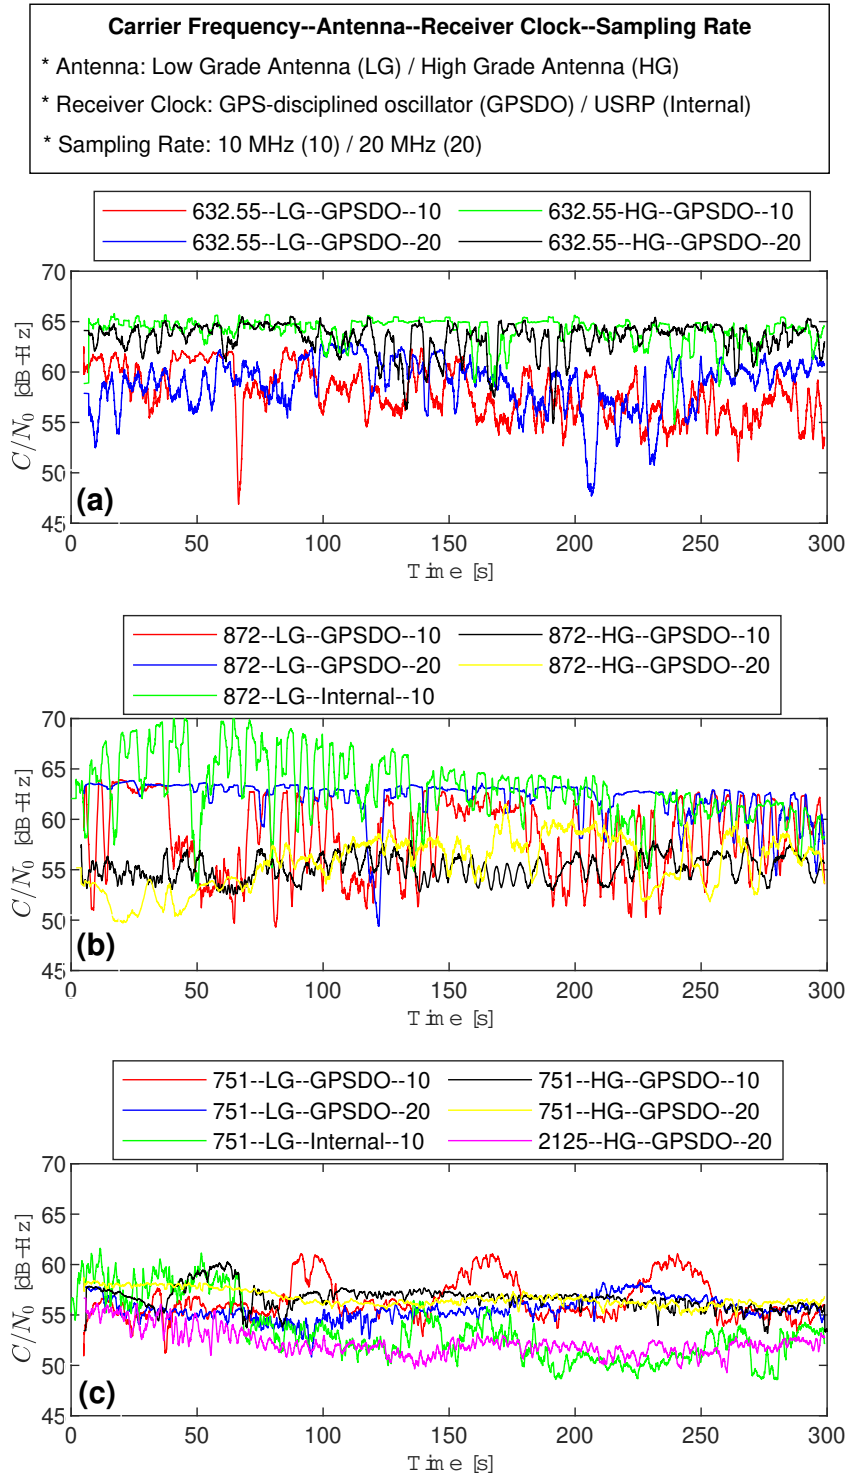 Carrier Frequency--Antenna--Receiver Clock--Sampling Rate
* Antenna: Low Grade Antenna (LG) / High Grade Antenna (HG)
* Receiver Clock: GPS-disciplined oscillator (GPSDO) / USRP (Internal)
* Sampling Rate: 10 MHz (10) / 20 MHz (20)
632.55--LG--GPSDO--10 632.55-HG--GPSDO--10
632.55--LG--GPSDO--20 632.55--HG--GPSDO--20
70
65
60
55
50
45
C/N0 [dB-Hz]
(a)
0 50 100 150 200 250 300
Time [s]
872--LG--GPSDO--10 872--HG--GPSDO--10
872--LG--GPSDO--20 872--HG--GPSDO--20
872--LG--Internal--10
70
65
60
55
50
45
C/N0 [dB-Hz]
(b)
0 50 100 150 200 250 300
Time [s]
751--LG--GPSDO--10 751--HG--GPSDO--10
751--LG--GPSDO--20 751--HG--GPSDO--20
751--LG--Internal--10 2125--HG--GPSDO--20
70
65
60
55
50
45
C/N0 [dB-Hz]
(c)
0 50 100 150 200 250 300
Time [s]